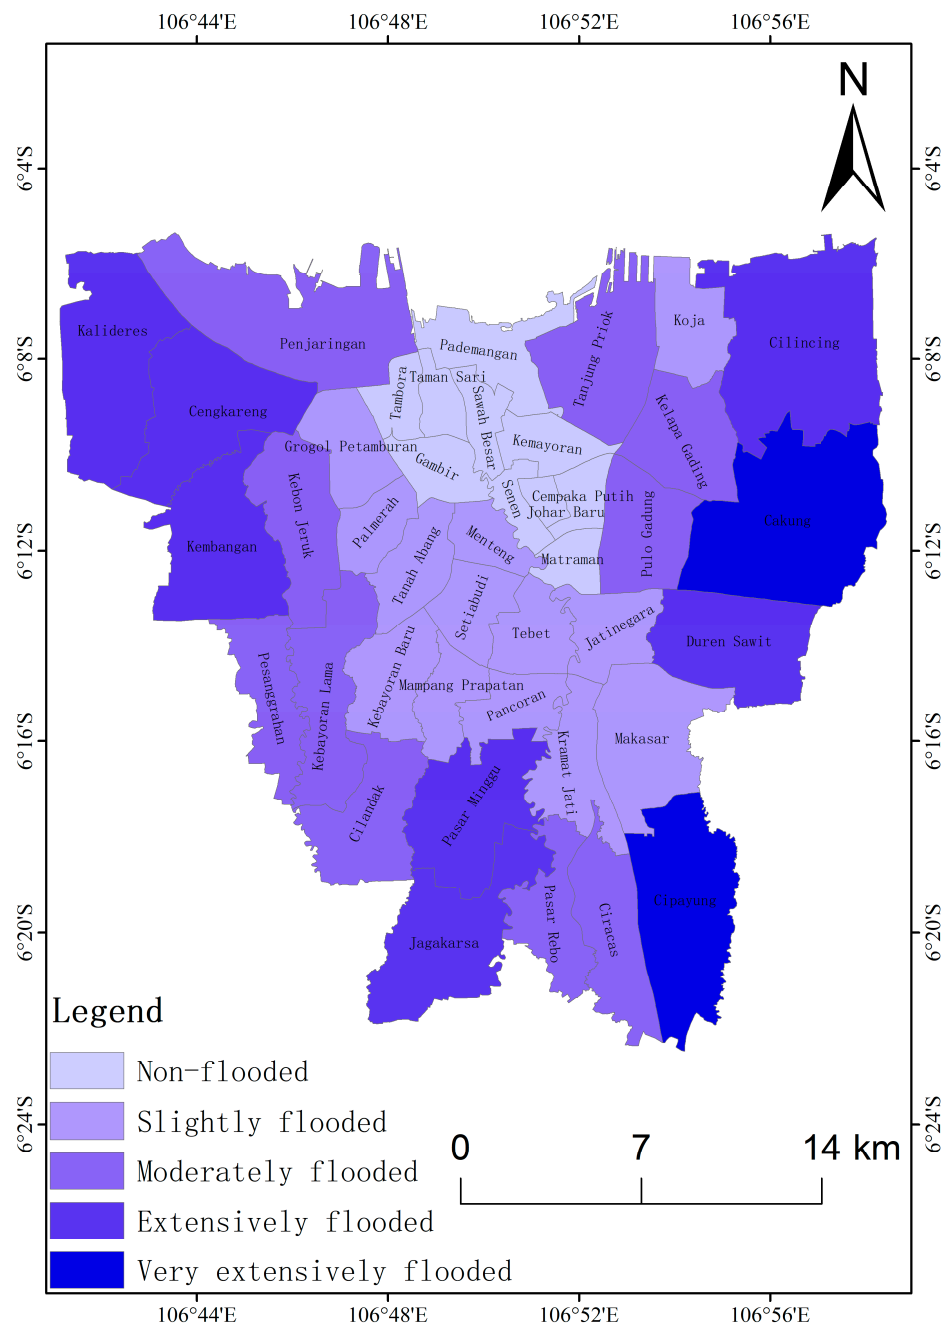 106°44'E 106°48'E 106°52'E 106°56'E
N
6°4'S 6°4'S
Koja
Kalideres
Penjaringan
Pademangan
Tanjung Priok
Cilincing
6°8'S 6°8'S
Tambora
Taman Sari
Cengkareng
Sawah Besar
Kelapa Gading
Grogol Petamburan
Kemayoran
Gambir
Kebon Jeruk
Senen
Cempaka Putih
Johar Baru
Palmerah
Pulo Gadung
Cakung
Kembangan
Tanah Abang
Menteng
Matraman
6°12'S 6°12'S
Setiabudi
Tebet
Jatinegara
Duren Sawit
Pesanggrahan
Kebayoran Lama
Kebayoran Baru
Mampang Prapatan
Pancoran
Makasar
6°16'S 6°16'S
Kramat Jati
Cilandak
Pasar Minggu
Cipayung
Pasar Rebo
Ciracas
Jagakarsa
6°20'S 6°20'S
Legend
Non-flooded
Slightly flooded
Moderately flooded
Extensively flooded
Very extensively flooded
6°24'S 6°24'S
0 7 14 km
106°44'E 106°48'E 106°52'E 106°56'E